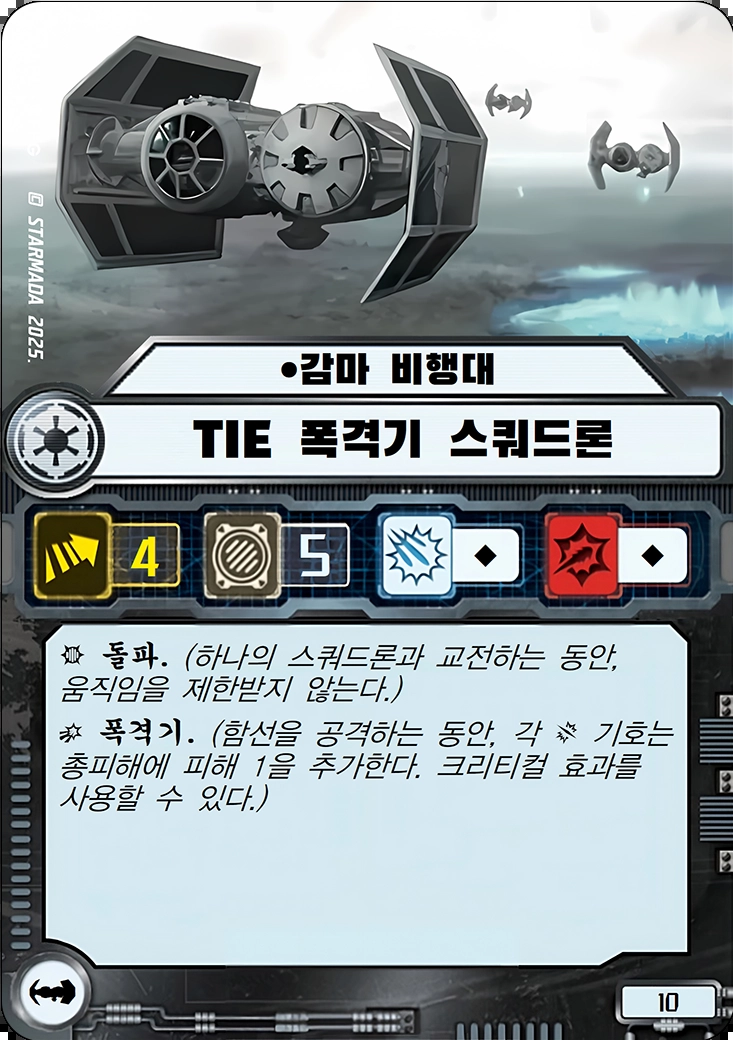 © STARMADA 2025.
•감마 비행대
TIE 폭격기 스쿼드론
4
5
돌파. (하나의 스쿼드론과 교전하는 동안,
움직임을 제한받지 않는다.)
폭격기. (함선을 공격하는 동안, 각 기호는
총피해에 피해 1을 추가한다. 크리티컬 효과를
사용할 수 있다.)
10